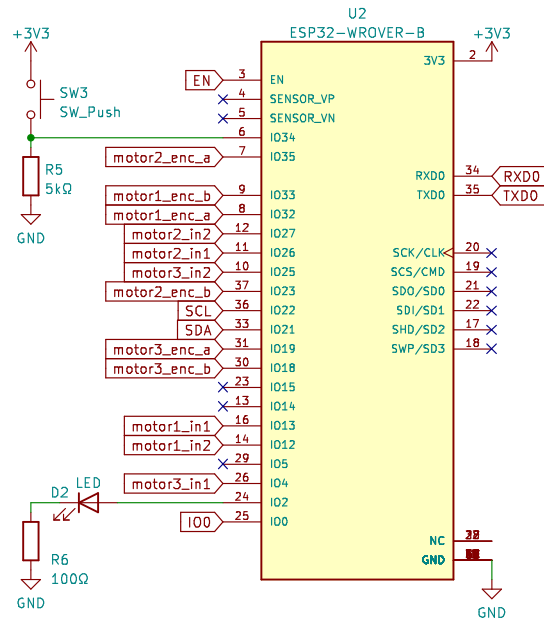 U2
ESP32-WROVER-B
+3V3
+3V3
SW3
SW_Push
R5
5kΩ
GND
EN 3 EN
4 SENSOR_VP
5 SENSOR_VN
6 IO34
motor2_enc_a 7 IO35
motor1_enc_b 9 IO33
motor1_enc_a 8 IO32
motor2_in2 12 IO27
motor2_in1 11 IO26
motor3_in2 10 IO25
motor2_enc_b 37 IO23
SCL 36 IO22
SDA 33 IO21
motor3_enc_a 31 IO19
motor3_enc_b 30 IO18
23 IO15
13 IO14
motor1_in1 16 IO13
motor1_in2 14 IO12
29 IO5
motor3_in1 26 IO4
24 IO2
IO0 25 IO0
3V3 2
RXD0 34 RXD0
TXD0 35 TXD0
SCK/CLK 20
SCS/CMD 19
SDO/SD0 21
SDI/SD1 22
SHD/SD2 17
SWP/SD3 18
NC
GND
GND
D2 LED
R6
100Ω
GND